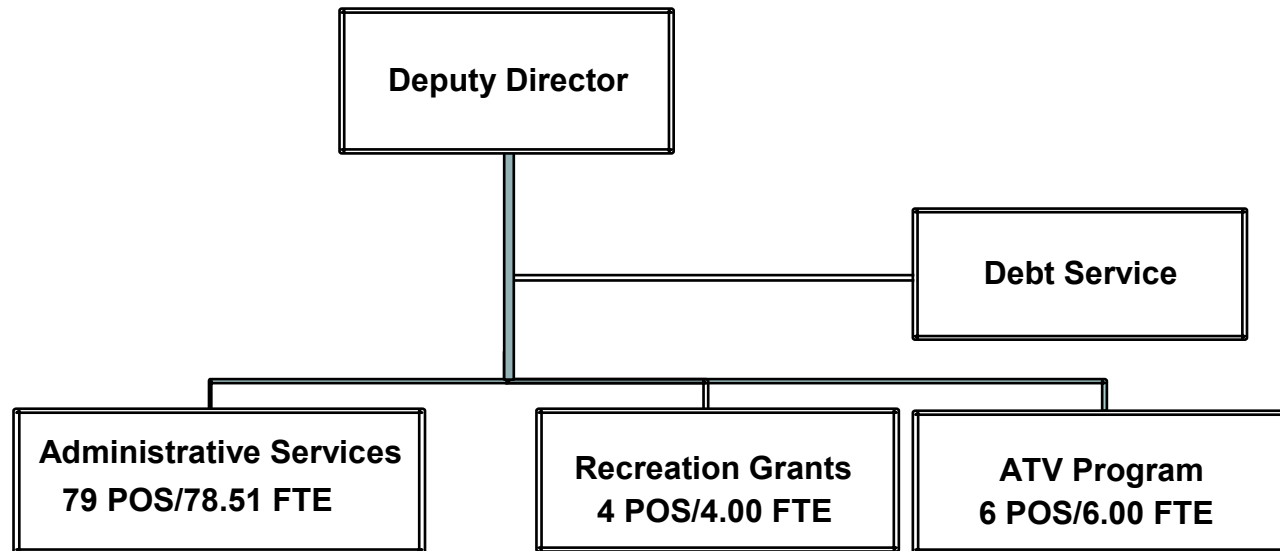 Deputy Director
Debt Service
Administrative Services
79 POS/78.51 FTE
Recreation Grants
4 POS/4.00 FTE
ATV Program
6 POS/6.00 FTE